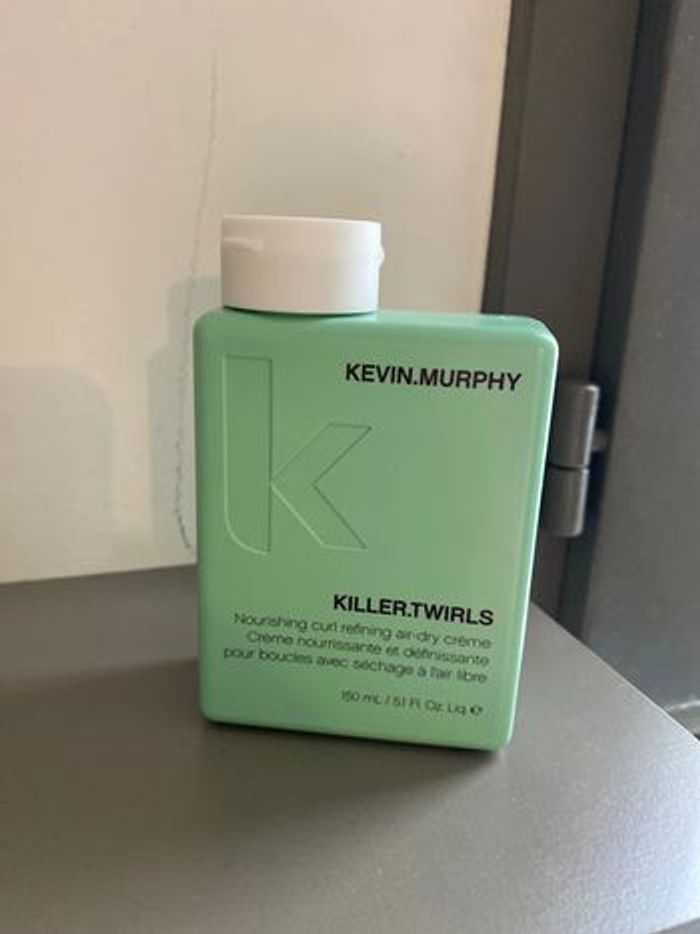 KEVIN.MURPHY
KILLER.TWIRLS
Nourishing curl refining air-dry crème
Crème nourrissante et définissante
pour boucles avec séchage à l'air libre
150 mL / 5.1 Fl. Oz. Liq. ℮